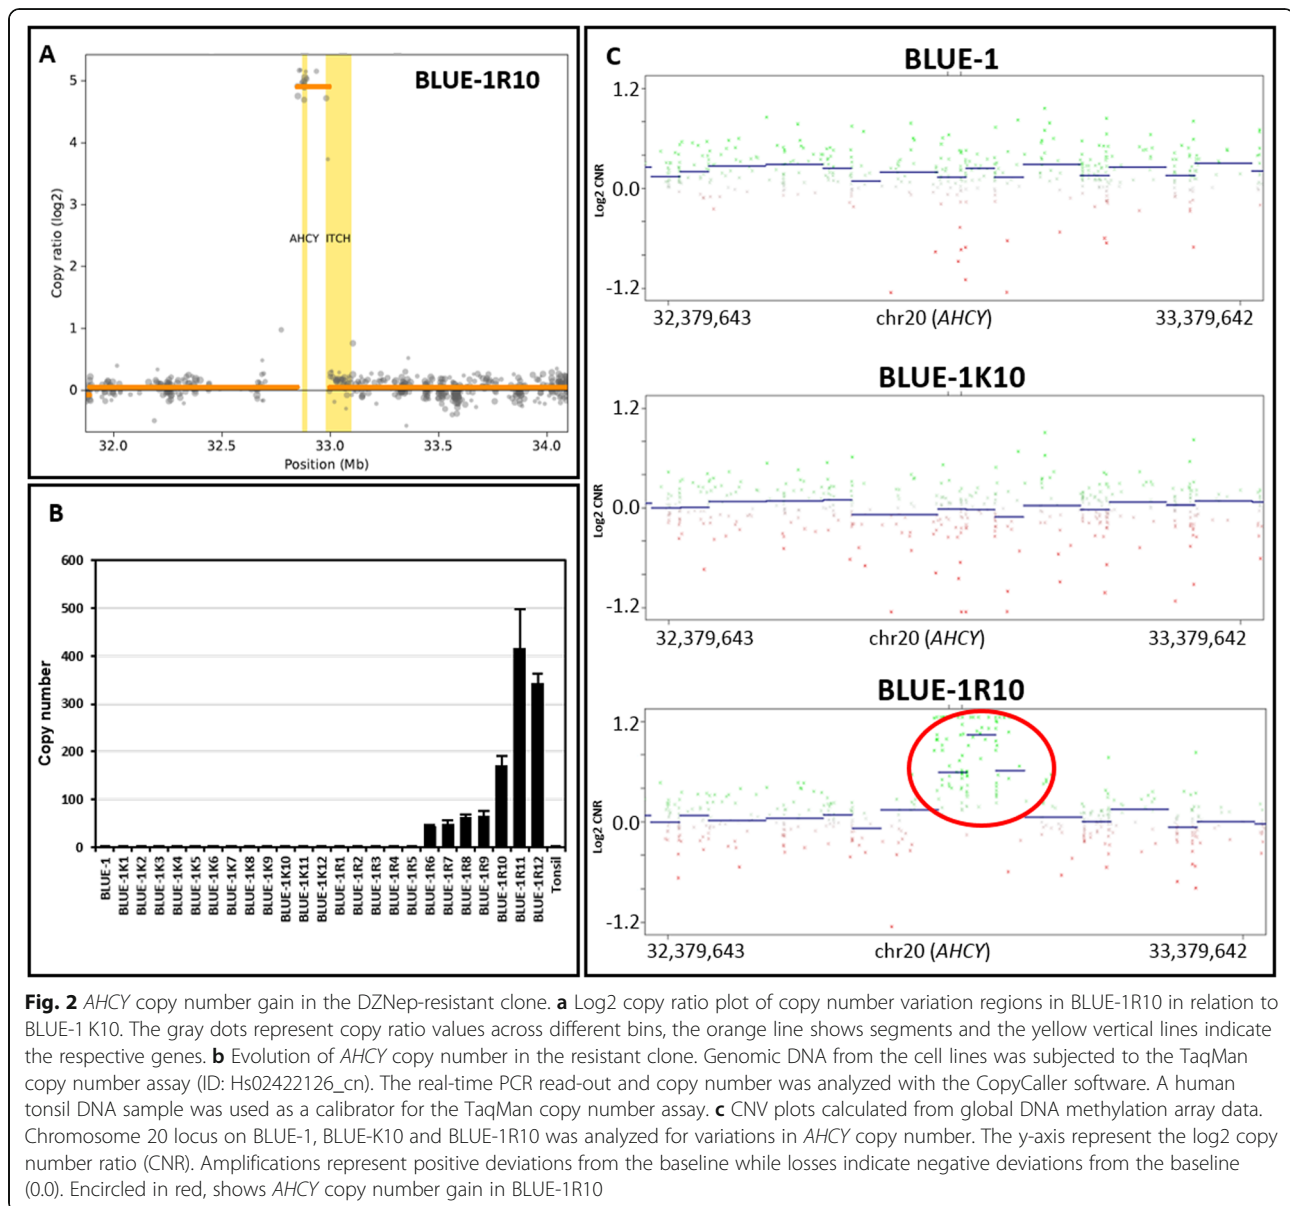 A
BLUE-1R10
5
4
3
2
1
0
Copy ratio (log2)
AHCY
ITCH
32.0
32.5
33.0
33.5
34.0
Position (Mb)
B
600
500
400
300
200
100
0
Copy number
BLUE-1
BLUE-1K1
BLUE-1K2
BLUE-1K3
BLUE-1K4
BLUE-1K5
BLUE-1K6
BLUE-1K7
BLUE-1K8
BLUE-1K9
BLUE-1K10
BLUE-1K11
BLUE-1K12
BLUE-1R1
BLUE-1R2
BLUE-1R3
BLUE-1R4
BLUE-1R5
BLUE-1R6
BLUE-1R7
BLUE-1R8
BLUE-1R9
BLUE-1R10
BLUE-1R11
BLUE-1R12
Tonsil
C
BLUE-1
1.2
0.0
-1.2
Log2 CNR
32,379,643
chr20 (AHCY)
33,379,642
BLUE-1K10
1.2
0.0
-1.2
Log2 CNR
32,379,643
chr20 (AHCY)
33,379,642
BLUE-1R10
1.2
0.0
-1.2
Log2 CNR
32,379,643
chr20 (AHCY)
33,379,642
Fig. 2 AHCY copy number gain in the DZNep-resistant clone. a Log2 copy ratio plot of copy number variation regions in BLUE-1R10 in relation to
BLUE-1 K10. The gray dots represent copy ratio values across different bins, the orange line shows segments and the yellow vertical lines indicate
the respective genes. b Evolution of AHCY copy number in the resistant clone. Genomic DNA from the cell lines was subjected to the TaqMan
copy number assay (ID: Hs02422126_cn). The real-time PCR read-out and copy number was analyzed with the CopyCaller software. A human
tonsil DNA sample was used as a calibrator for the TaqMan copy number assay. c CNV plots calculated from global DNA methylation array data.
Chromosome 20 locus on BLUE-1, BLUE-K10 and BLUE-1R10 was analyzed for variations in AHCY copy number. The y-axis represent the log2 copy
number ratio (CNR). Amplifications represent positive deviations from the baseline while losses indicate negative deviations from the baseline
(0.0). Encircled in red, shows AHCY copy number gain in BLUE-1R10